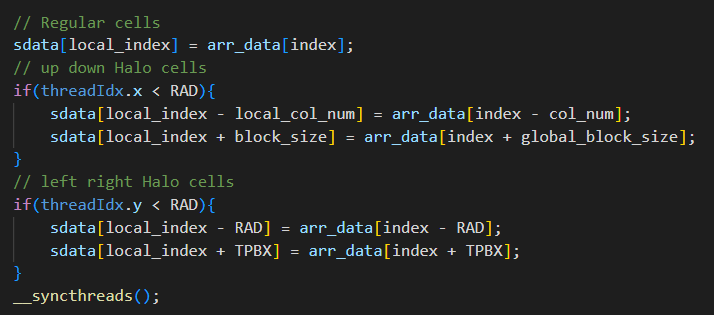 // Regular cells
sdata[local_index] = arr_data[index];
// up down Halo cells
if(threadIdx.x < RAD){
    sdata[local_index - local_col_num] = arr_data[index - col_num];
    sdata[local_index + block_size] = arr_data[index + global_block_size];
}
// left right Halo cells
if(threadIdx.y < RAD){
    sdata[local_index - RAD] = arr_data[index - RAD];
    sdata[local_index + TPBX] = arr_data[index + TPBX];
}
__syncthreads();